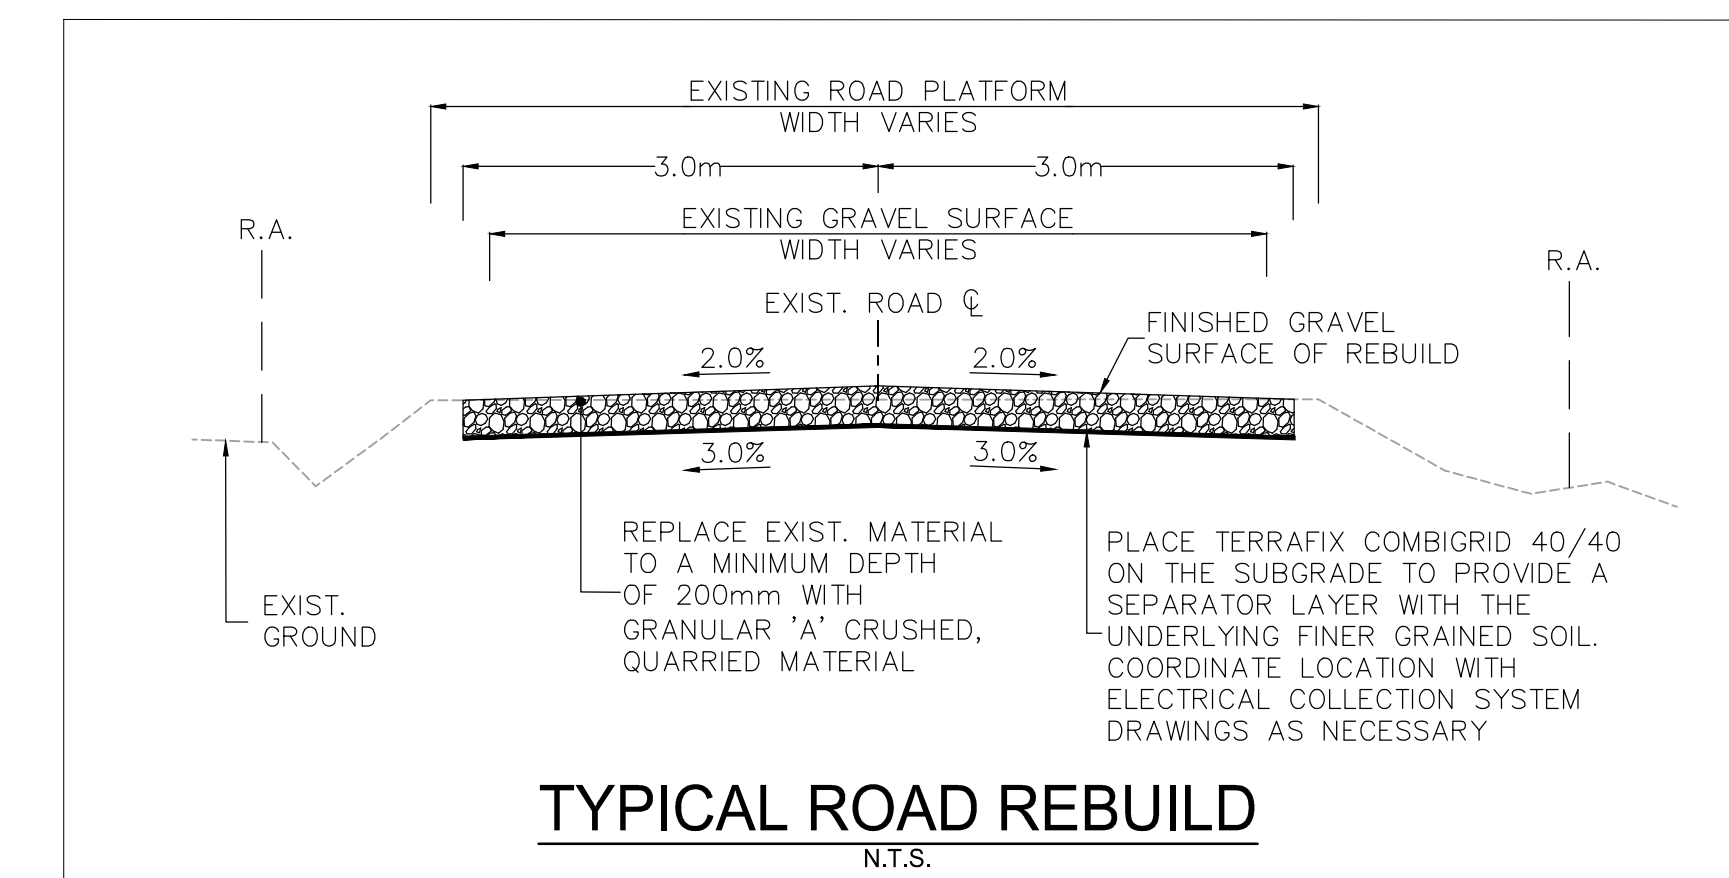 EXISTING ROAD PLATFORM
WIDTH VARIES
3.0m 3.0m
EXISTING GRAVEL SURFACE
WIDTH VARIES
R.A.
R.A.
EXIST. ROAD ℄
FINISHED GRAVEL
SURFACE OF REBUILD
2.0% 2.0%
3.0% 3.0%
EXIST.
GROUND
REPLACE EXIST. MATERIAL
TO A MINIMUM DEPTH
OF 200mm WITH
GRANULAR 'A' CRUSHED,
QUARRIED MATERIAL
PLACE TERRAFIX COMBIGRID 40/40
ON THE SUBGRADE TO PROVIDE A
SEPARATOR LAYER WITH THE
UNDERLYING FINER GRAINED SOIL.
COORDINATE LOCATION WITH
ELECTRICAL COLLECTION SYSTEM
DRAWINGS AS NECESSARY
TYPICAL ROAD REBUILD
N.T.S.